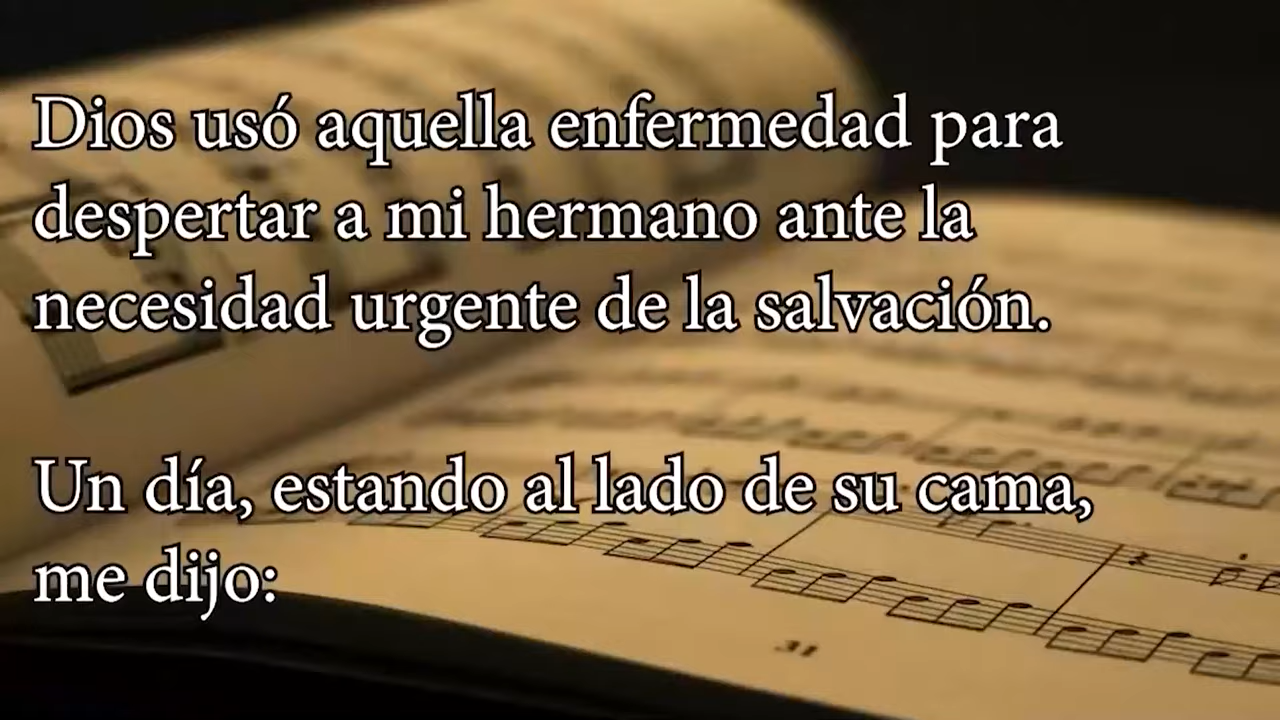 Dios usó aquella enfermedad para
despertar a mi hermano ante la
necesidad urgente de la salvación.
Un día, estando al lado de su cama,
me dijo:
31